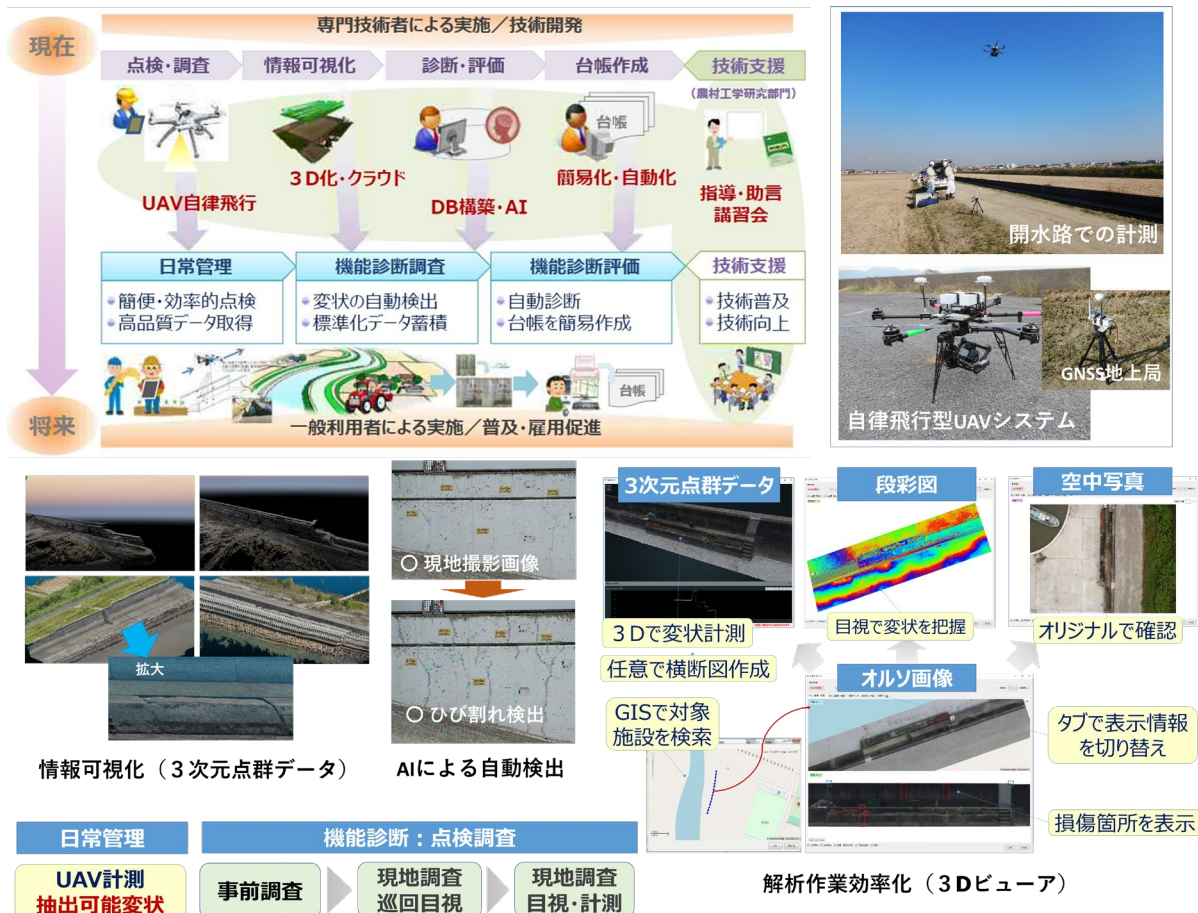 現在
専門技術者による実施／技術開発
点検・調査
情報可視化
診断・評価
台帳作成
技術支援
（農村工学研究部門）
台帳
UAV自律飛行
3D化・クラウド
DB構築・AI
簡易化・自動化
指導・助言
講習会
日常管理
・簡便・効率的点検
・高品質データ取得
機能診断調査
・変状の自動検出
・標準化データ蓄積
機能診断評価
・自動診断
・台帳を簡易作成
技術支援
・技術普及
・技術向上
台帳
将来
一般利用者による実施／普及・雇用促進
開水路での計測
GNSS地上局
自律飛行型UAVシステム
拡大
情報可視化（３次元点群データ）
〇 現地撮影画像
〇 ひび割れ検出
AIによる自動検出
3次元点群データ
段彩図
空中写真
３Dで変状計測
任意で横断図作成
目視で変状を把握
オリジナルで確認
オルソ画像
GISで対象
施設を検索
タブで表示情報
を切り替え
損傷箇所を表示
解析作業効率化（３Dビューア）
日常管理
機能診断：点検調査
UAV計測
抽出可能変状
事前調査
現地調査
巡回目視
現地調査
目視・計測